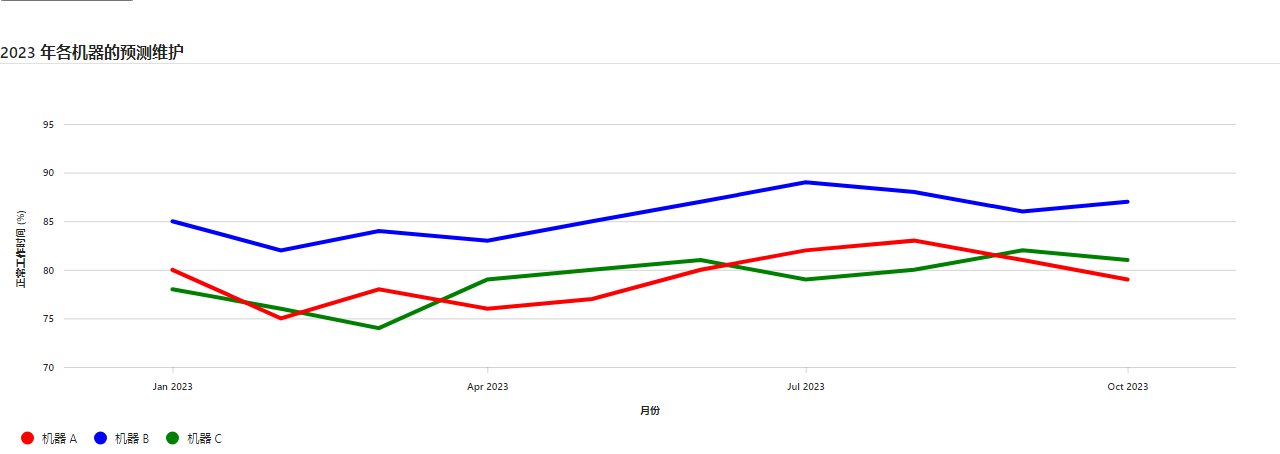 2023 年各机器的预测维护
95
90
85
80
75
70
正常工作时间 (%)
Jan 2023
Apr 2023
Jul 2023
Oct 2023
月份
机器 A
机器 B
机器 C